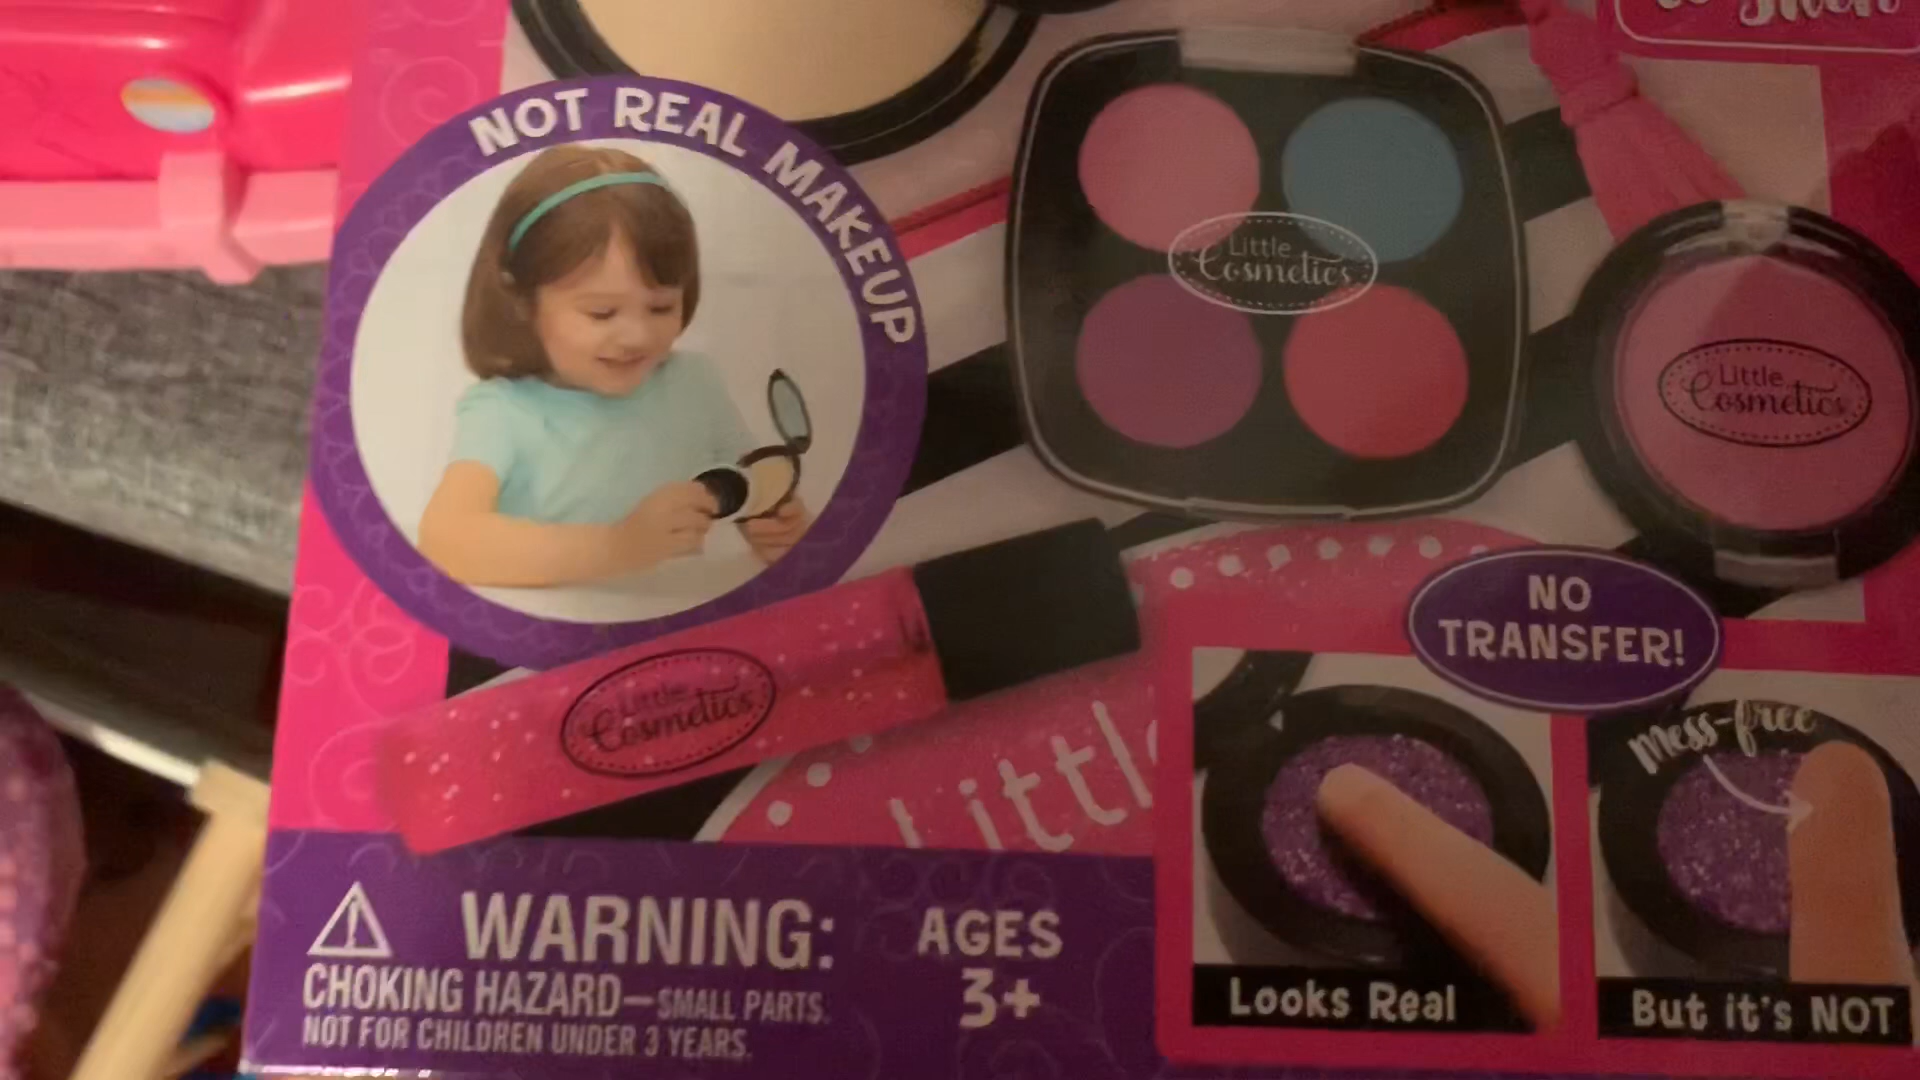 NOT REAL MAKEUP
Little
Cosmetics
Little
Cosmetics
NO
TRANSFER!
Little
Cosmetics
Mess-free
Littl
WARNING:
CHOKING HAZARD—SMALL PARTS.
NOT FOR CHILDREN UNDER 3 YEARS.
AGES
3+
Looks Real
But it's NOT